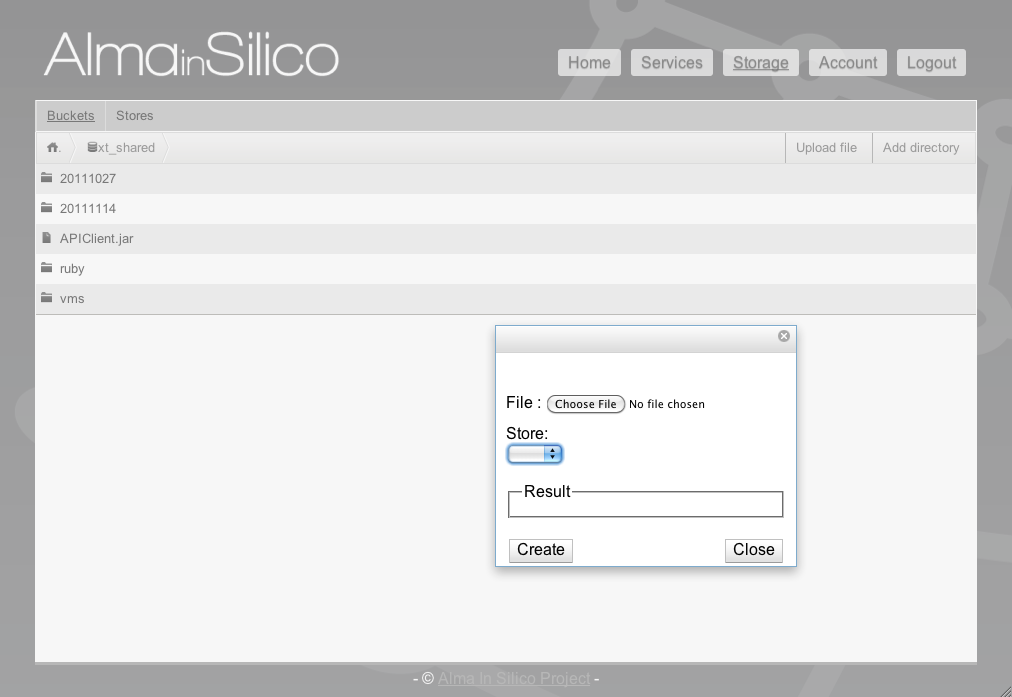 AlmainSilico
Home Services Storage Account Logout
Buckets Stores
. xt_shared Upload file Add directory
20111027
20111114
APIClient.jar
ruby
vms
File : Choose File No file chosen
Store:
Result
Create Close
- © Alma In Silico Project -